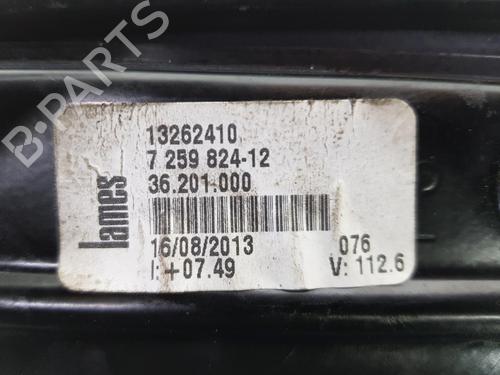 B-PARTS
lames
13262410
7 259 824-12
36.201.000
16/08/2013 076
I:+07.49 V: 112.6